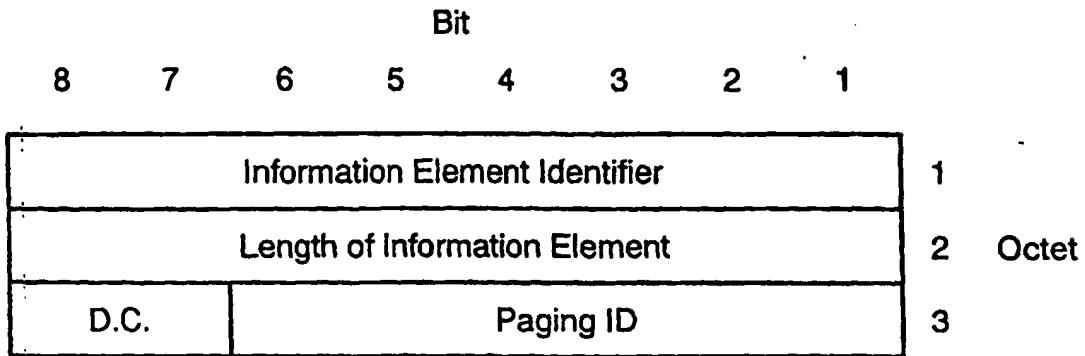 Bit
8 7 6 5 4 3 2 1
Information Element Identifier 1
Length of Information Element 2 Octet
D.C. Paging ID 3